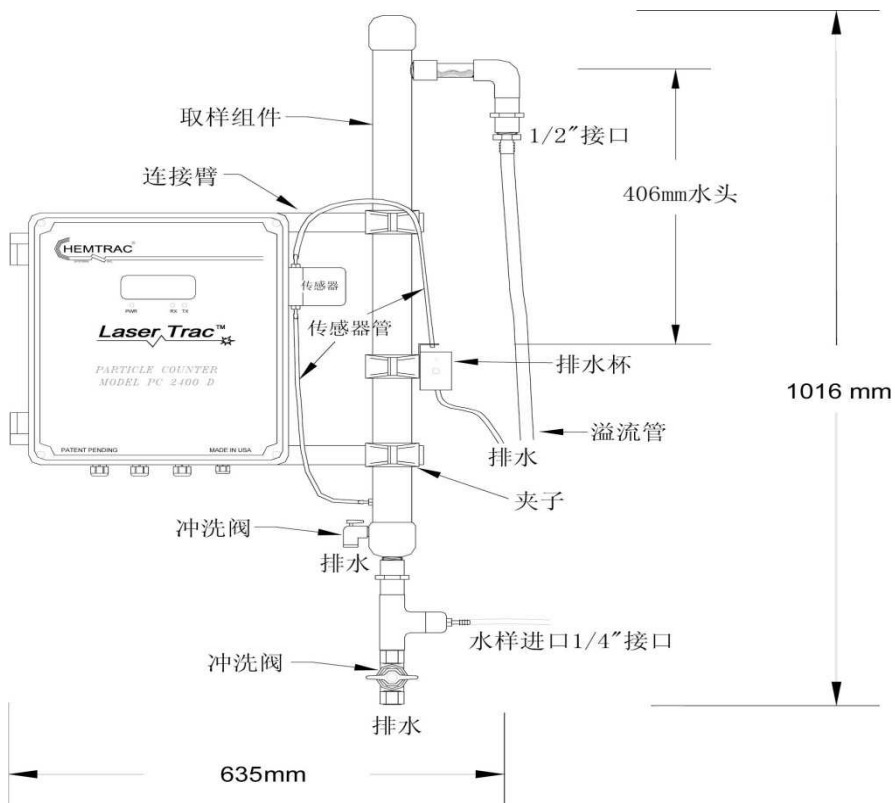 取样组件
1/2"接口
连接臂
406mm水头
CHEMTRAC®
传感器
PWR RX TX
Laser Trac™
传感器管
PARTICLE COUNTER
MODEL PC 2400 D
排水杯
1016 mm
溢流管
排水
PATENT PENDING
MADE IN USA
夹子
冲洗阀
排水
水样进口1/4"接口
冲洗阀
排水
635mm